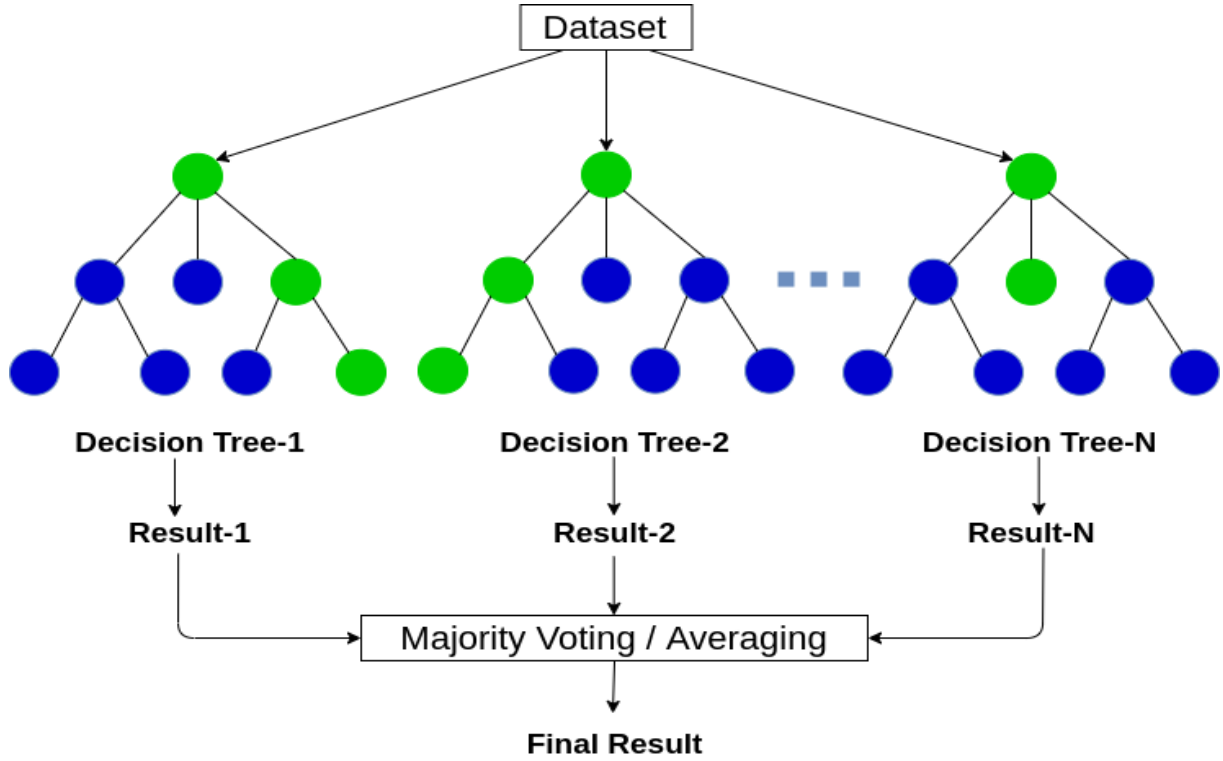 Dataset
Decision Tree-1
Decision Tree-2
Decision Tree-N
Result-1
Result-2
Result-N
Majority Voting / Averaging
Final Result